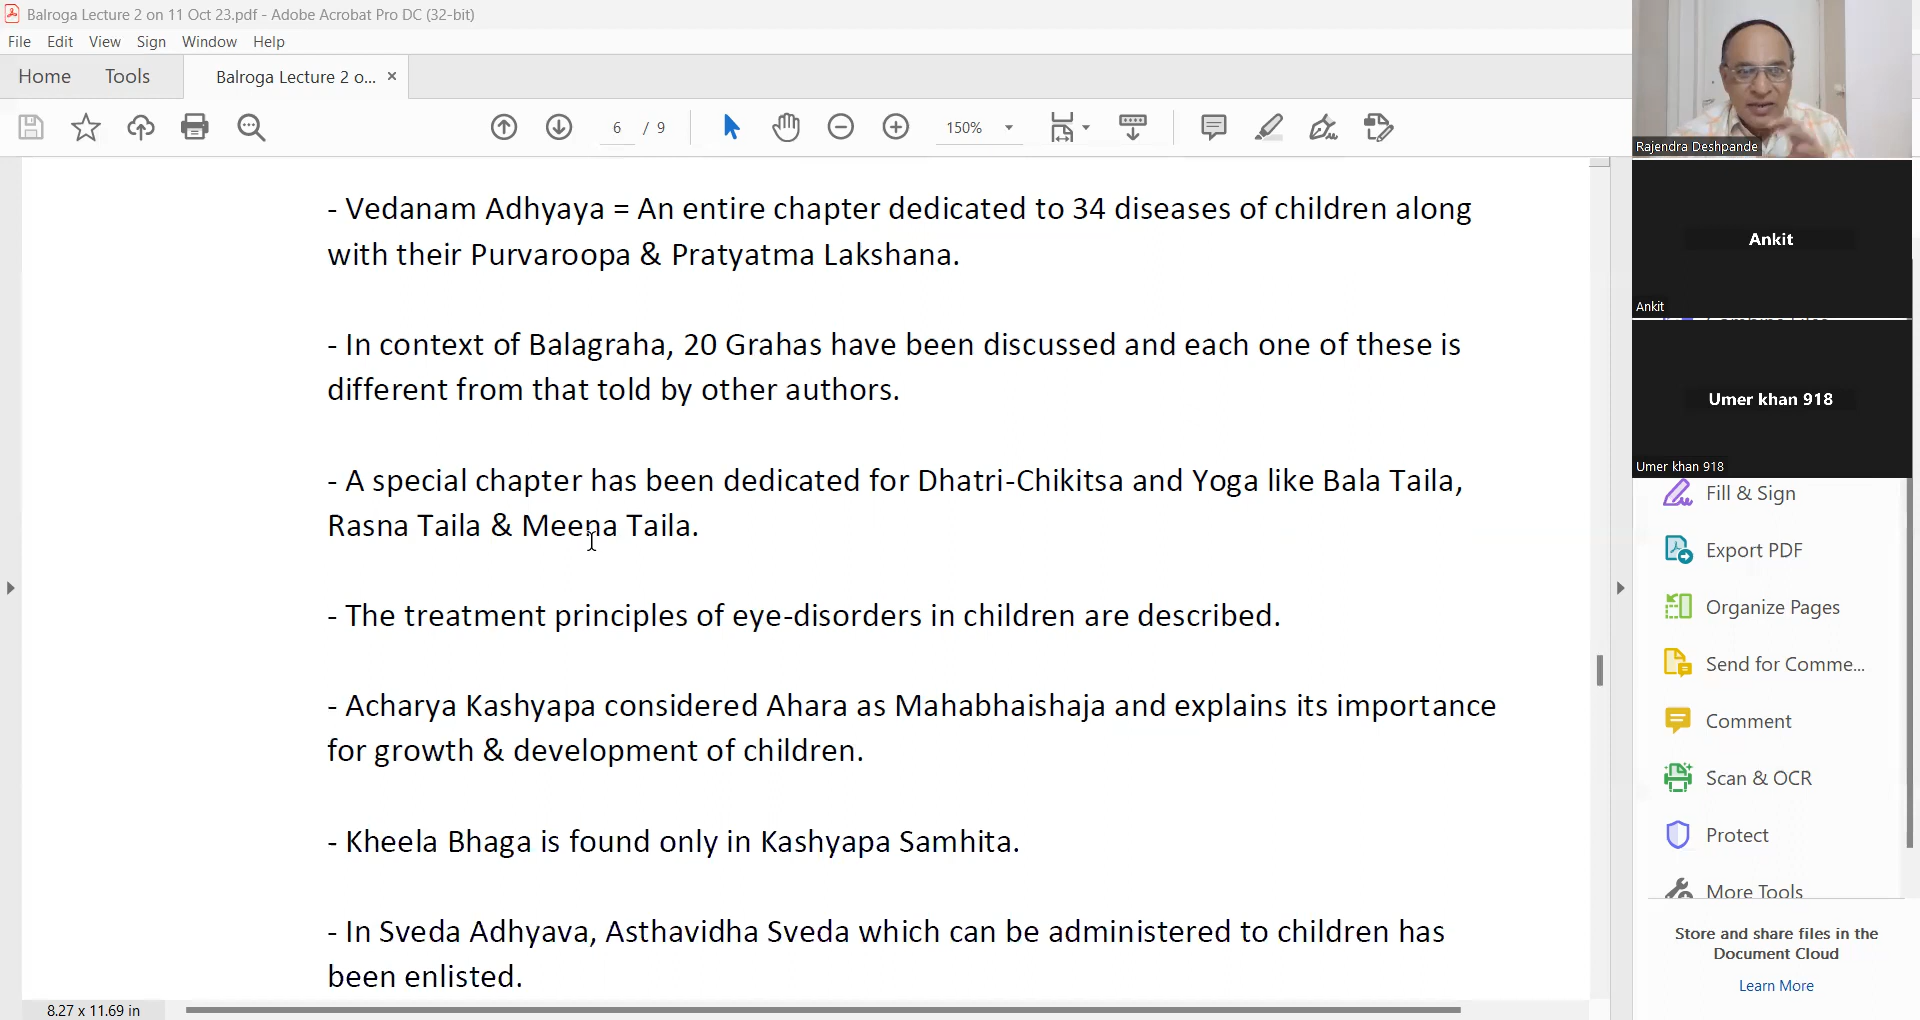 Balroga Lecture 2 on 11 Oct 23.pdf - Adobe Acrobat Pro DC (32-bit)
File Edit View Sign Window Help
Home Tools Balroga Lecture 2 o... ×
6 / 9 150%
- Vedanam Adhyaya = An entire chapter dedicated to 34 diseases of children along
with their Purvaroopa & Pratyatma Lakshana.
- In context of Balagraha, 20 Grahas have been discussed and each one of these is
different from that told by other authors.
- A special chapter has been dedicated for Dhatri-Chikitsa and Yoga like Bala Taila,
Rasna Taila & Meena Taila.
- The treatment principles of eye-disorders in children are described.
- Acharya Kashyapa considered Ahara as Mahabhaishaja and explains its importance
for growth & development of children.
- Kheela Bhaga is found only in Kashyapa Samhita.
- In Sveda Adhyava, Asthavidha Sveda which can be administered to children has
been enlisted.
8.27 x 11.69 in
Rajendra Deshpande
Ankit
Ankit
Umer khan 918
Umer khan 918
Fill & Sign
Export PDF
Organize Pages
Send for Comme...
Comment
Scan & OCR
Protect
More Tools
Store and share files in the
Document Cloud
Learn More